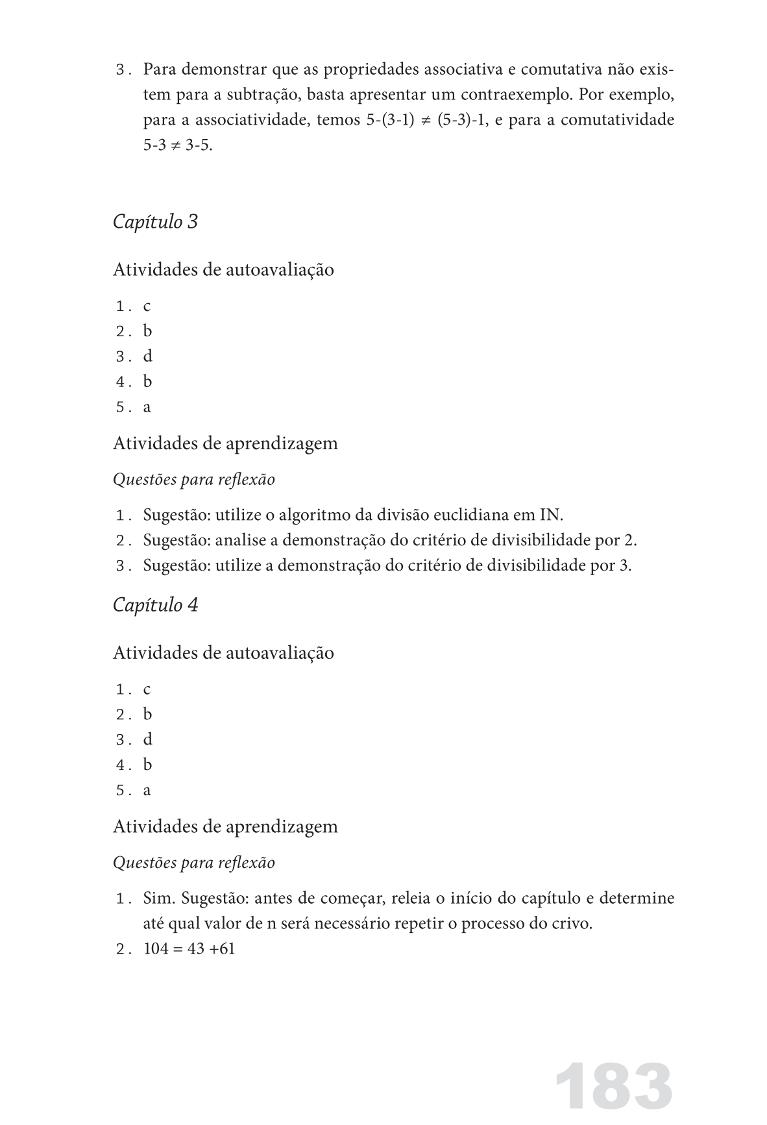 3. Para demonstrar que as propriedades associativa e comutativa não exis-
tem para a subtração, basta apresentar um contraexemplo. Por exemplo,
para a associatividade, temos 5-(3-1) ≠ (5-3)-1, e para a comutatividade
5-3 ≠ 3-5.
Capítulo 3
Atividades de autoavaliação
1. c
2. b
3. d
4. b
5. a
Atividades de aprendizagem
Questões para reflexão
1. Sugestão: utilize o algoritmo da divisão euclidiana em IN.
2. Sugestão: analise a demonstração do critério de divisibilidade por 2.
3. Sugestão: utilize a demonstração do critério de divisibilidade por 3.
Capítulo 4
Atividades de autoavaliação
1. c
2. b
3. d
4. b
5. a
Atividades de aprendizagem
Questões para reflexão
1. Sim. Sugestão: antes de começar, releia o início do capítulo e determine
até qual valor de n será necessário repetir o processo do crivo.
2. 104 = 43 +61
183